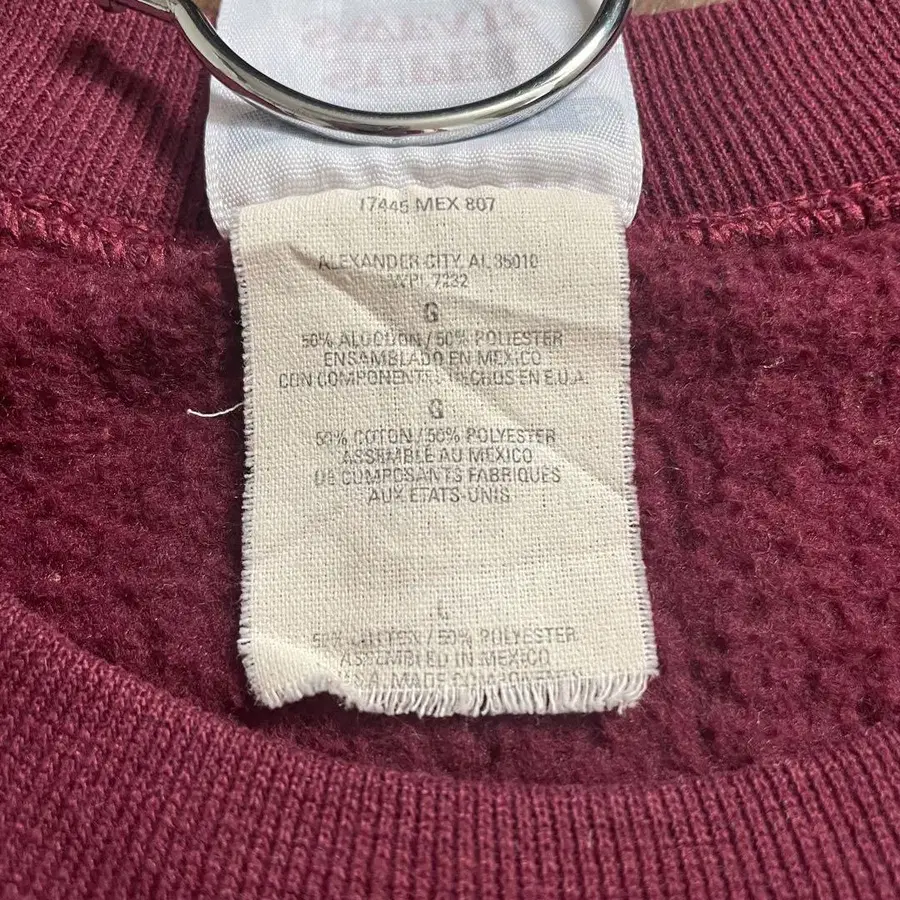 17445 MEX 807
ALEXANDER CITY, AL 35010
WPL 7232
G
50% ALGODON / 50% POLIESTER
ENSAMBLADO EN MEXICO
CON COMPONENTES HECHOS EN E.U.A.
G
50% COTON / 50% POLYESTER
ASSEMBLE AU MEXICO
DE COMPOSANTS FABRIQUES
AUX ETATS-UNIS
L
50% COTTON / 50% POLYESTER
ASSEMBLED IN MEXICO
U.S.A. MADE COMPONENTS